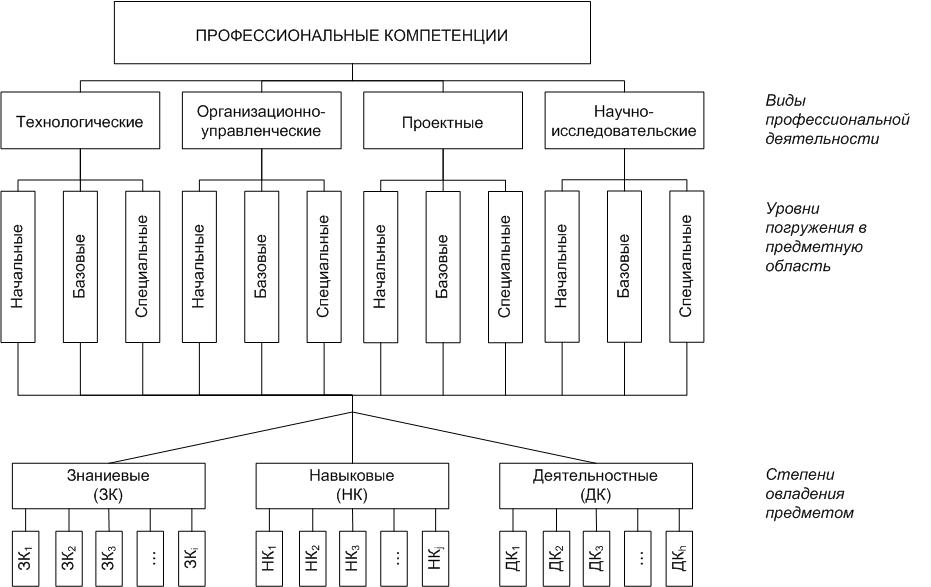 ПРОФЕССИОНАЛЬНЫЕ КОМПЕТЕНЦИИ
Технологические
Организационно-
управленческие
Проектные
Научно-
исследовательские
Виды
профессиональной
деятельности
Начальные
Базовые
Специальные
Начальные
Базовые
Специальные
Начальные
Базовые
Специальные
Начальные
Базовые
Специальные
Уровни
погружения в
предметную
область
Знаниевые
(ЗК)
Навыковые
(НК)
Деятельностные
(ДК)
Степени
овладения
предметом
ЗК1
ЗК2
ЗК3
...
ЗКi
НК1
НК2
НК3
...
НКj
ДК1
ДК2
ДК3
...
ДКh